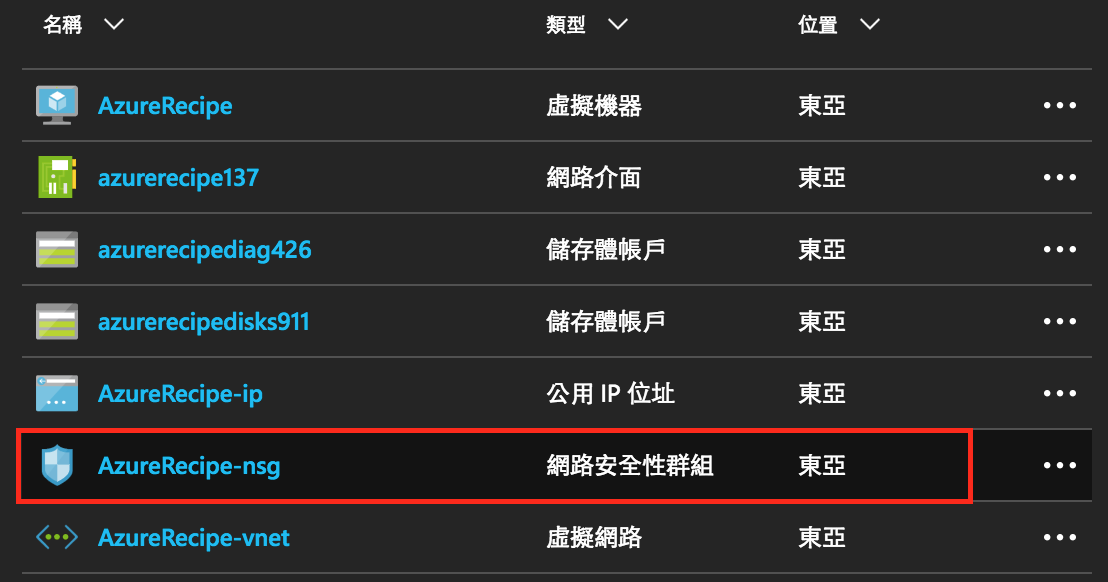 名稱 類型 位置
AzureRecipe 虛擬機器 東亞
azurerecipe137 網路介面 東亞
azurerecipediag426 儲存體帳戶 東亞
azurerecipedisks911 儲存體帳戶 東亞
AzureRecipe-ip 公用 IP 位址 東亞
AzureRecipe-nsg 網路安全性群組 東亞
AzureRecipe-vnet 虛擬網路 東亞